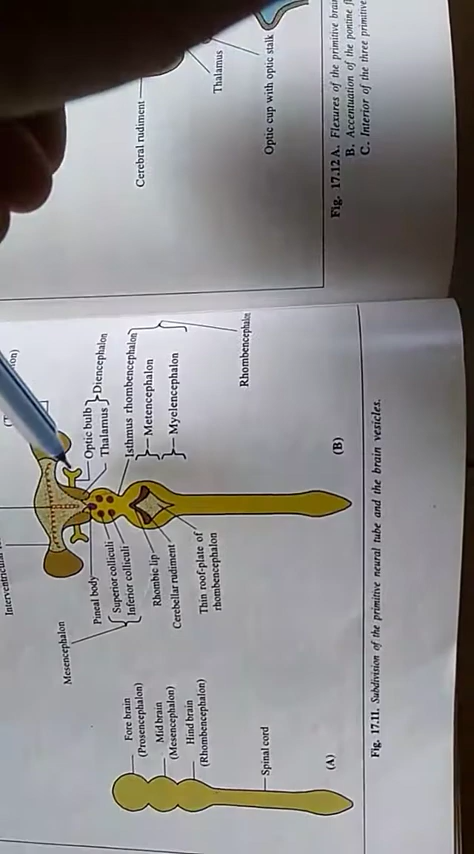 Cerebral rudiment
Thalamus
Optic cup with optic stalk
Fig. 17.12 A. Flexures of the primitive brain
B. Accentuation of the pontine
C. Interior of the three primitive
Optic bulb
Thalamus
Diencephalon
Isthmus rhombencephalon
Metencephalon
Myelencephalon
Rhombencephalon
(B)
Mesencephalon
Pineal body
Superior colliculi
Inferior colliculi
Rhombic lip
Cerebellar rudiment
Thin roof-plate of
rhombencephalon
Fore brain
(Prosencephalon)
Mid brain
(Mesencephalon)
Hind brain
(Rhombencephalon)
Spinal cord
(A)
Fig. 17.11. Subdivision of the primitive neural tube and the brain vesicles.